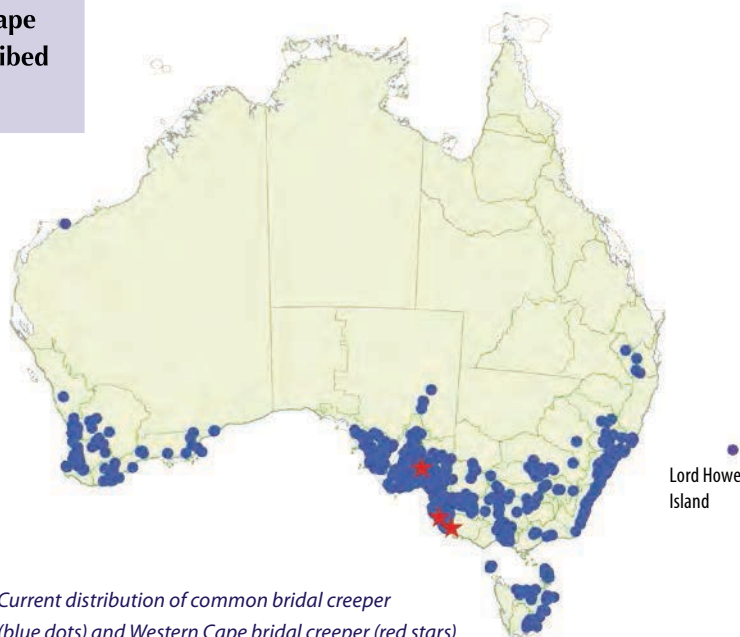 ape
ibed
Lord Howe
Island
Current distribution of common bridal creeper
(blue dots) and Western Cape bridal creeper (red stars)